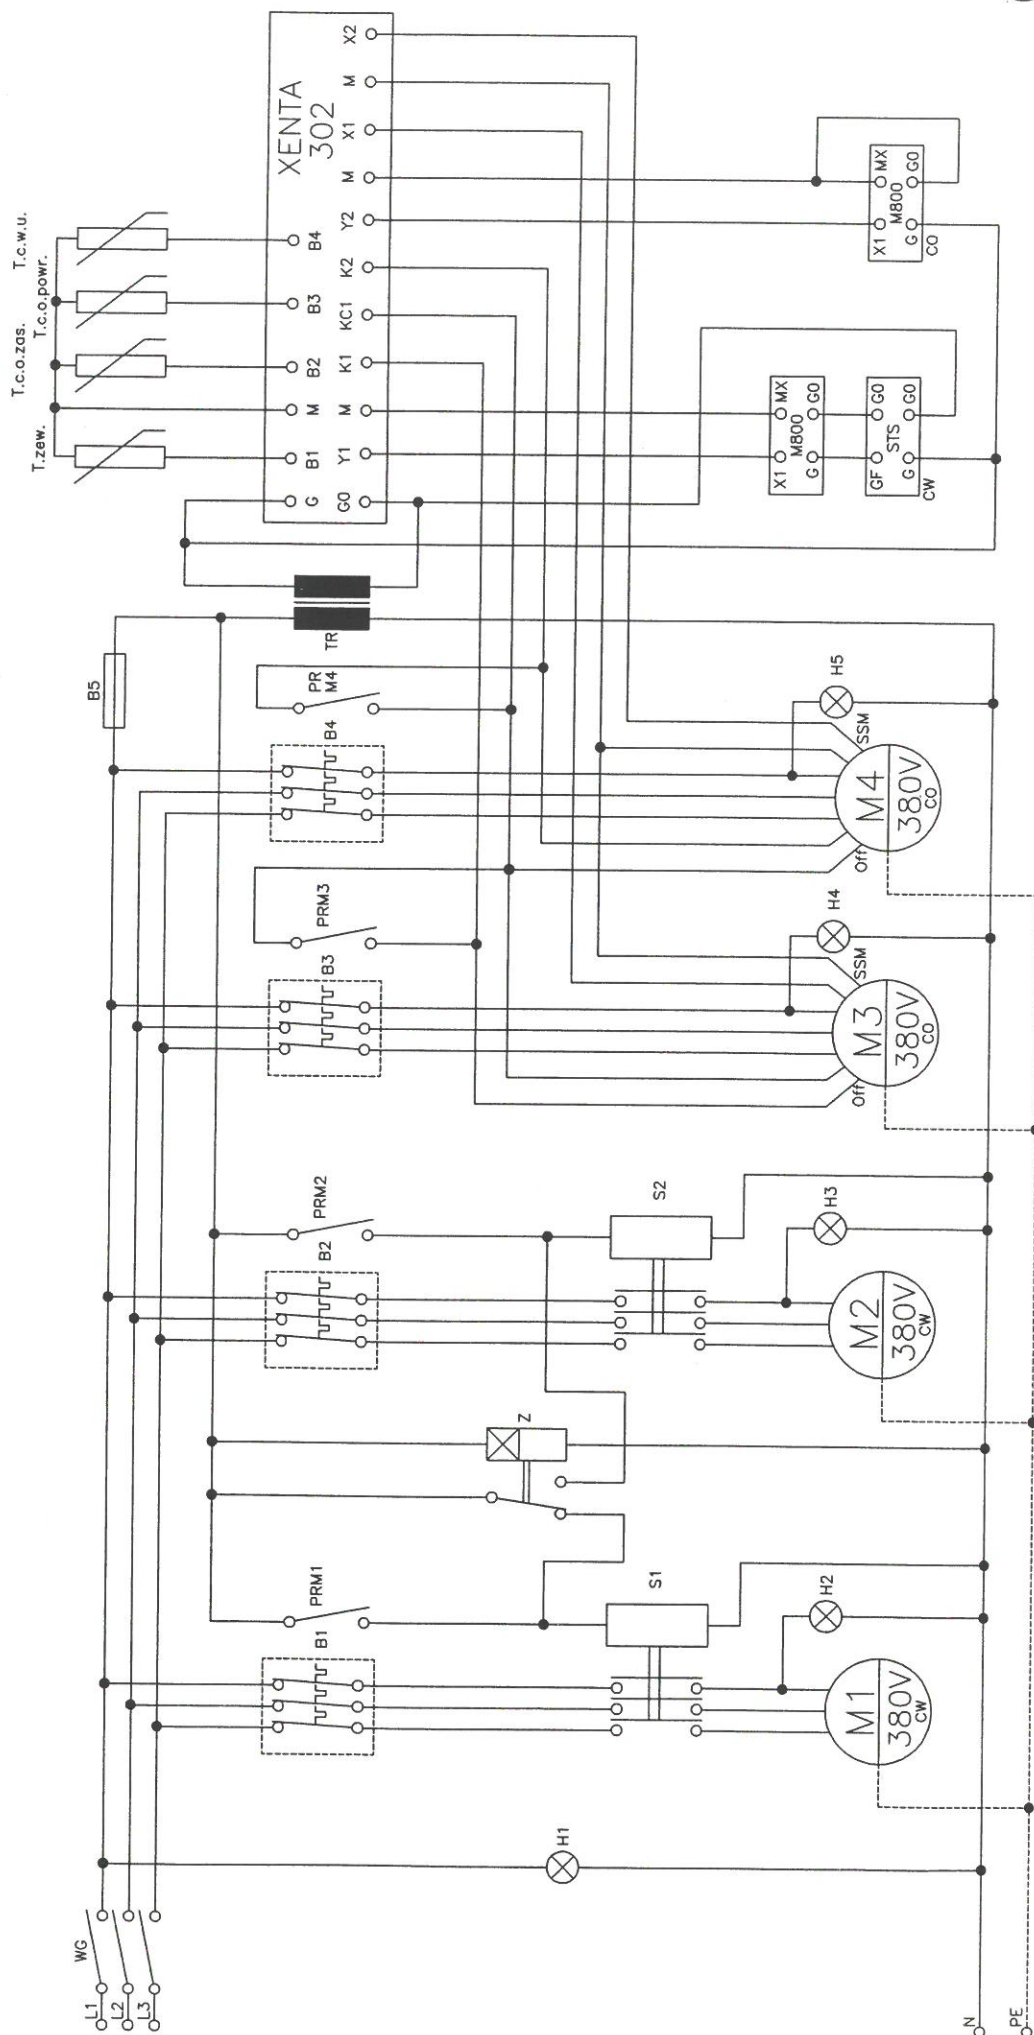 WG
L1
L2
L3
N
PE
H1
PRM1
B1
S1
H2
M1
380V
CW
Z
PRM2
B2
S2
H3
M2
380V
CW
PRM3
B3
H4
SSM
Off
M3
380V
CO
PR
M4
B4
H5
SSM
Off
M4
380V
CO
B5
TR
T.zew.
T.c.o.zas.
T.c.o.powr.
T.c.w.u.
XENTA
302
G B1 M B2 B3 B4
G0 Y1 M K1 KC1 K2 Y2 M X1 M X2
X1 MX
M800
G G0
GF G0
STS
G G0
CW
X1 MX
M800
G G0
CO